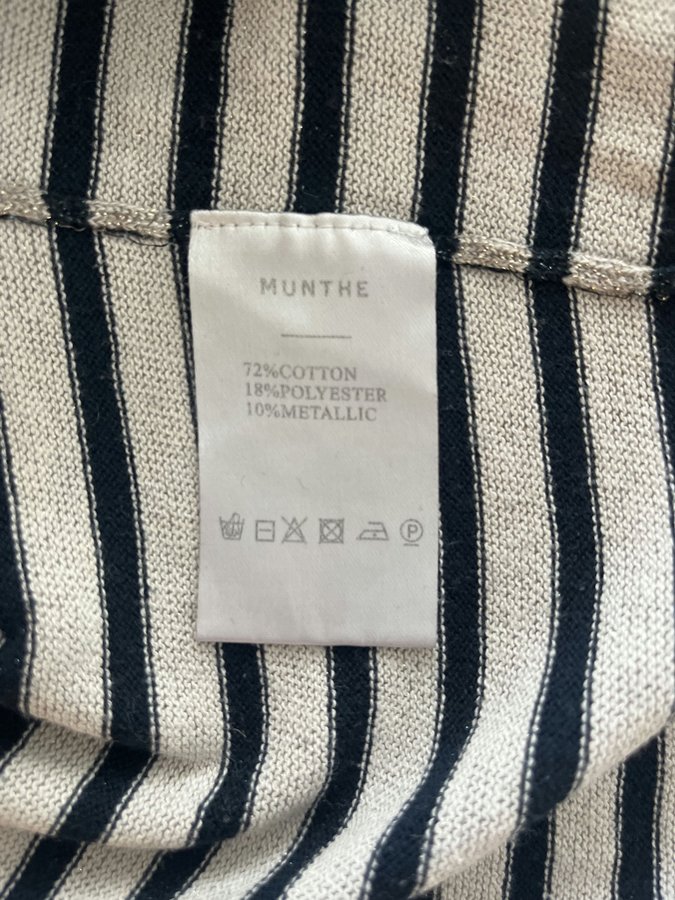 MUNTHE
72%COTTON
18%POLYESTER
10%METALLIC
P